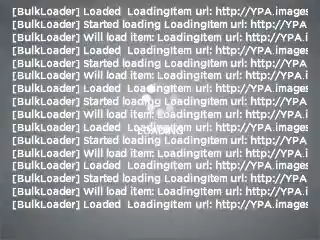 [BulkLoader] Loaded LoadingItem url: http://YPA.images
[BulkLoader] Started loading LoadingItem url: http://YPA
[BulkLoader] Will load item: LoadingItem url: http://YPA.i
[BulkLoader] Loaded LoadingItem url: http://YPA.images
[BulkLoader] Started loading LoadingItem url: http://YPA
[BulkLoader] Will load item: LoadingItem url: http://YPA.i
[BulkLoader] Loaded LoadingItem url: http://YPA.images
[BulkLoader] Started loading LoadingItem url: http://YPA
[BulkLoader] Will load item: LoadingItem url: http://YPA.i
[BulkLoader] Loaded LoadingItem url: http://YPA.images
LOADING
[BulkLoader] Started loading LoadingItem url: http://YPA
[BulkLoader] Will load item: LoadingItem url: http://YPA.i
[BulkLoader] Loaded LoadingItem url: http://YPA.images
[BulkLoader] Started loading LoadingItem url: http://YPA
[BulkLoader] Will load item: LoadingItem url: http://YPA.i
[BulkLoader] Loaded LoadingItem url: http://YPA.images